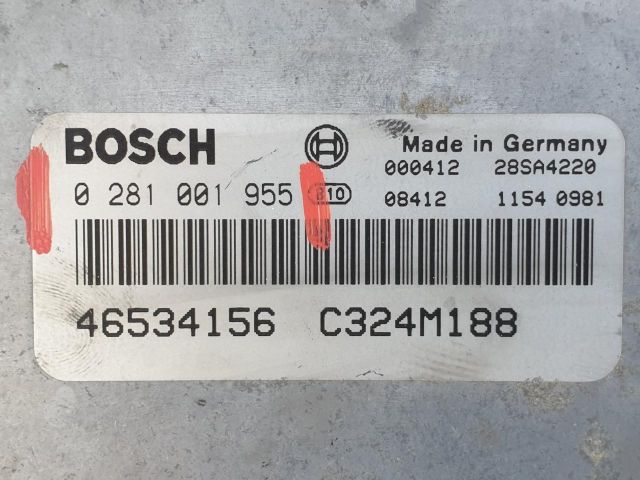 BOSCH Made in Germany
000412 28SA4220
0 281 001 955 08412 1154 0981
46534156 C324M188